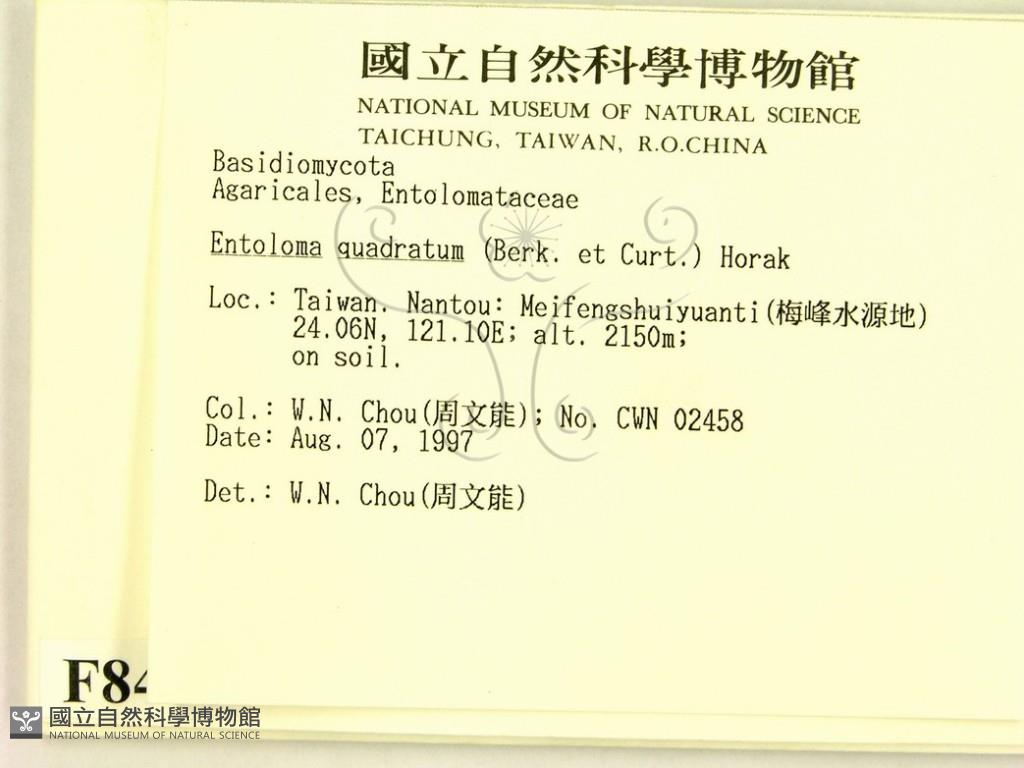 國立自然科學博物館
NATIONAL MUSEUM OF NATURAL SCIENCE
TAICHUNG, TAIWAN, R.O.CHINA
Basidiomycota
Agaricales, Entolomataceae
Entoloma quadratum (Berk. et Curt.) Horak
Loc.: Taiwan. Nantou: Meifengshuiyuanti(梅峰水源地)
24.06N, 121.10E; alt. 2150m;
on soil.
Col.: W.N. Chou(周文能); No. CWN 02458
Date: Aug. 07, 1997
Det.: W.N. Chou(周文能)
F84
國立自然科學博物館
NATIONAL MUSEUM OF NATURAL SCIENCE